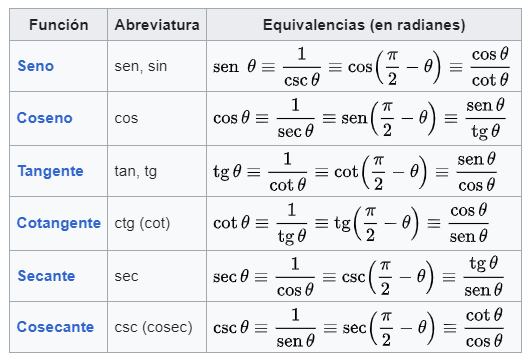 Función Abreviatura Equivalencias (en radianes)
Seno sen, sin sen θ ≡ 1/csc θ ≡ cos(π/2 − θ) ≡ cos θ/cot θ
Coseno cos cos θ ≡ 1/sec θ ≡ sen(π/2 − θ) ≡ sen θ/tg θ
Tangente tan, tg tg θ ≡ 1/cot θ ≡ cot(π/2 − θ) ≡ sen θ/cos θ
Cotangente ctg (cot) cot θ ≡ 1/tg θ ≡ tg(π/2 − θ) ≡ cos θ/sen θ
Secante sec sec θ ≡ 1/cos θ ≡ csc(π/2 − θ) ≡ tg θ/sen θ
Cosecante csc (cosec) csc θ ≡ 1/sen θ ≡ sec(π/2 − θ) ≡ cot θ/cos θ